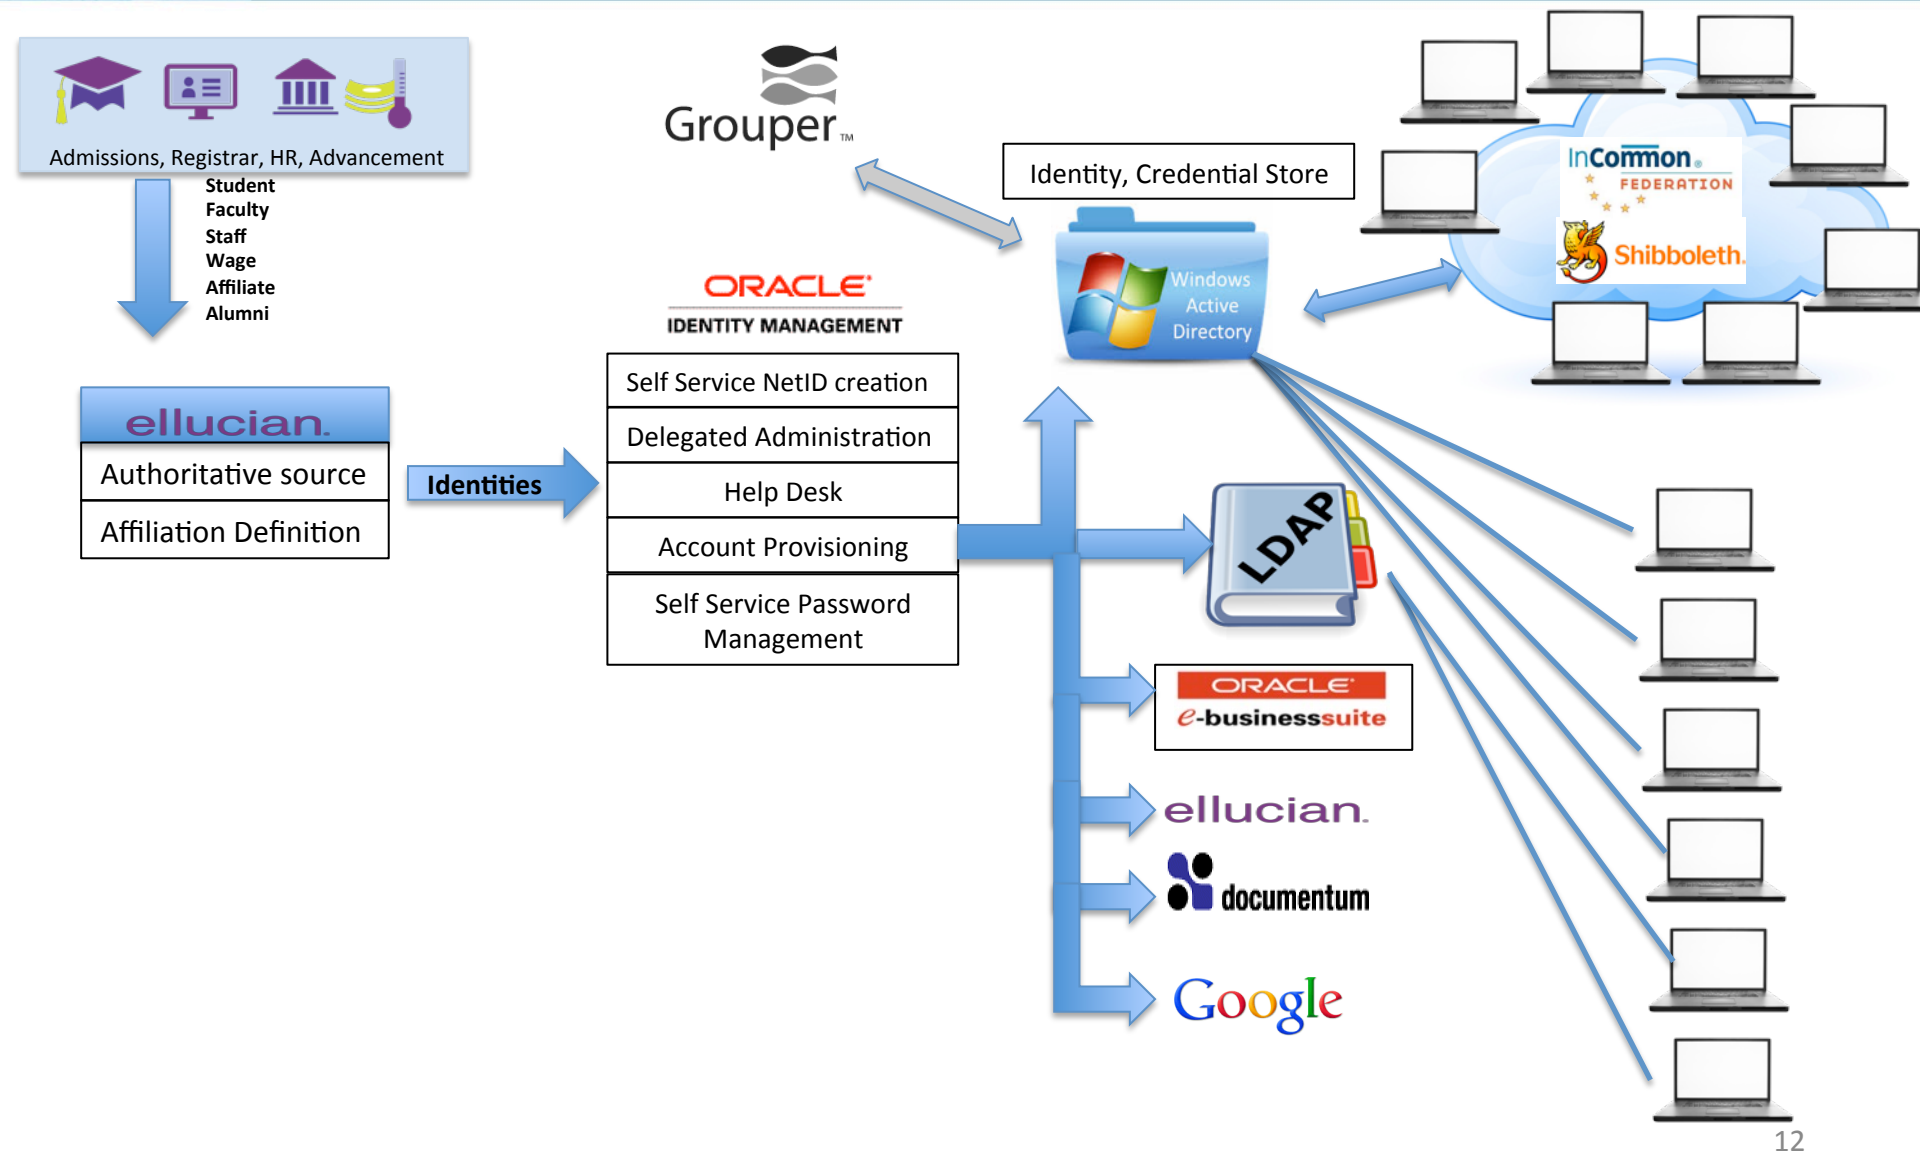 Admissions, Registrar, HR, Advancement
Student
Faculty
Staff
Wage
Affiliate
Alumni
ellucian.
Authoritative source
Affiliation Definition
Identities
Grouper™
ORACLE®
IDENTITY MANAGEMENT
Self Service NetID creation
Delegated Administration
Help Desk
Account Provisioning
Self Service Password
Management
Identity, Credential Store
Windows
Active
Directory
InCommon®
FEDERATION
Shibboleth.
LDAP
ORACLE®
e-businesssuite
ellucian.
documentum
Google
12